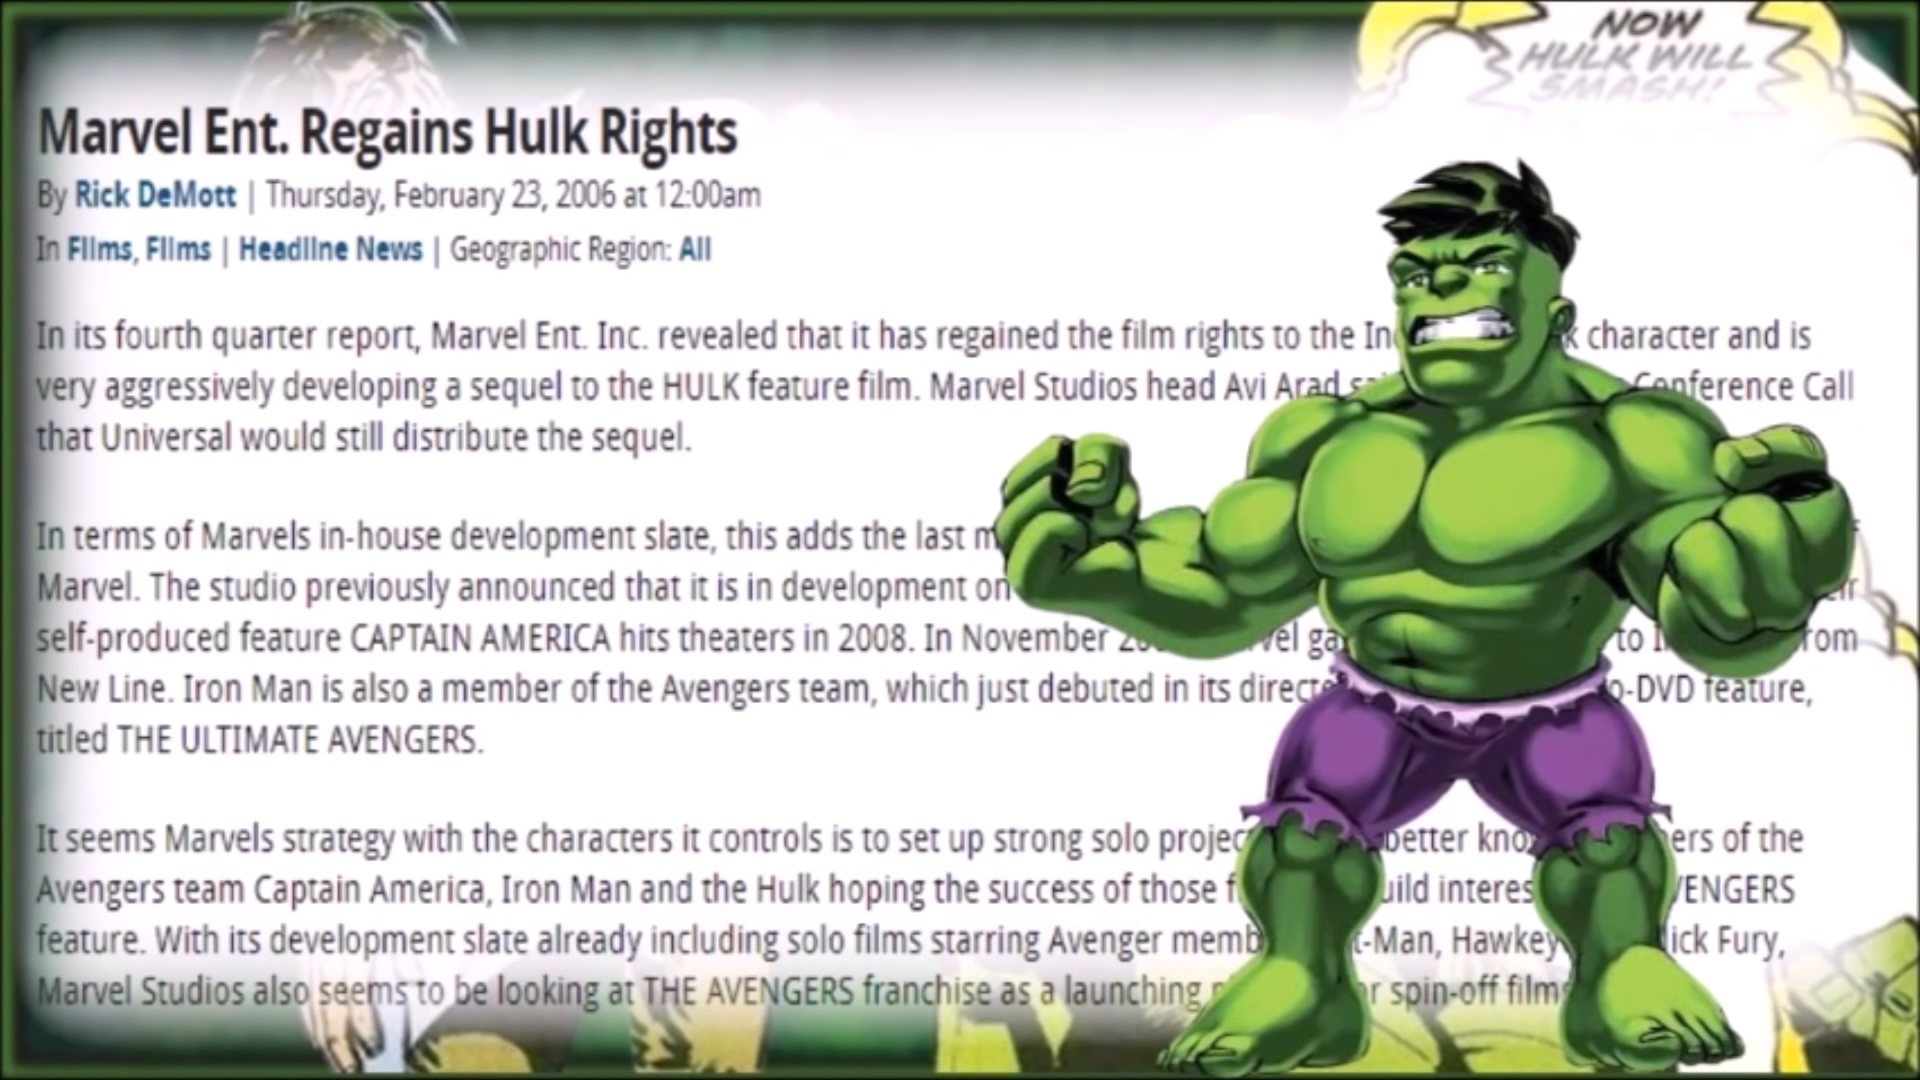 NOW
HULK WILL
SMASH!
Marvel Ent. Regains Hulk Rights
By Rick DeMott | Thursday, February 23, 2006 at 12:00am
In Films, Films | Headline News | Geographic Region: All
In its fourth quarter report, Marvel Ent. Inc. revealed that it has regained the film rights to the character and is
very aggressively developing a sequel to the HULK feature film. Marvel Studios head Avi Arad Conference Call
that Universal would still distribute the sequel.
In terms of Marvels in-house development slate, this adds the last
Marvel. The studio previously announced that it is in development on
self-produced feature CAPTAIN AMERICA hits theaters in 2008. In November to from
New Line. Iron Man is also a member of the Avengers team, which just debuted in its feature,
titled THE ULTIMATE AVENGERS.
It seems Marvels strategy with the characters it controls is to set up strong solo better of the
Avengers team Captain America, Iron Man and the Hulk hoping the success of those
feature. With its development slate already including solo films starring Avenger Fury,
Marvel Studios also seems to be looking at THE AVENGERS franchise as a launching spin-off films